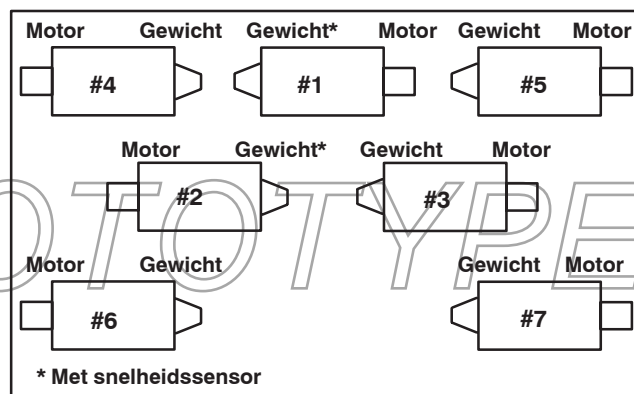 Motor Gewicht Gewicht* Motor Gewicht Motor
#4 #1 #5
Motor Gewicht* Gewicht Motor
#2 #3
OTOTYPE
Motor Gewicht Gewicht Motor
#6 #7
* Met snelheidssensor